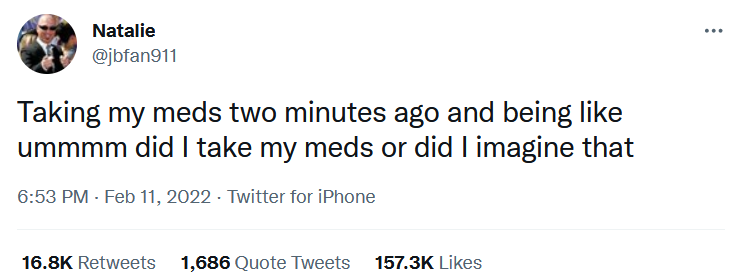 Natalie
@jbfan911
Taking my meds two minutes ago and being like
ummmm did I take my meds or did I imagine that
6:53 PM · Feb 11, 2022 · Twitter for iPhone
16.8K Retweets 1,686 Quote Tweets 157.3K Likes